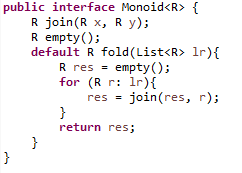 public interface Monoid<R> {
    R join(R x, R y);
    R empty();
    default R fold(List<R> lr){
        R res = empty();
        for (R r: lr){
            res = join(res, r);
        }
        return res;
    }
}